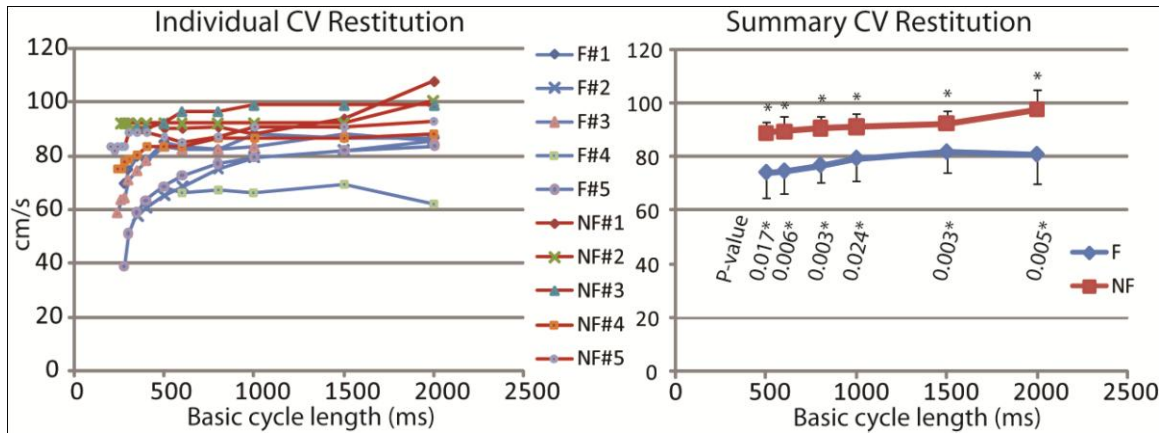 Individual CV Restitution
120
100
80
60
40
20
0
cm/s
500
1000
1500
2000
2500
Basic cycle length (ms)
F#1
F#2
F#3
F#4
F#5
NF#1
NF#2
NF#3
NF#4
NF#5
Summary CV Restitution
120
100
80
60
40
20
0
* * * * * *
P-value
0.017*
0.006*
0.003*
0.024*
0.003*
0.005*
F
NF
0
500
1000
1500
2000
2500
Basic cycle length (ms)